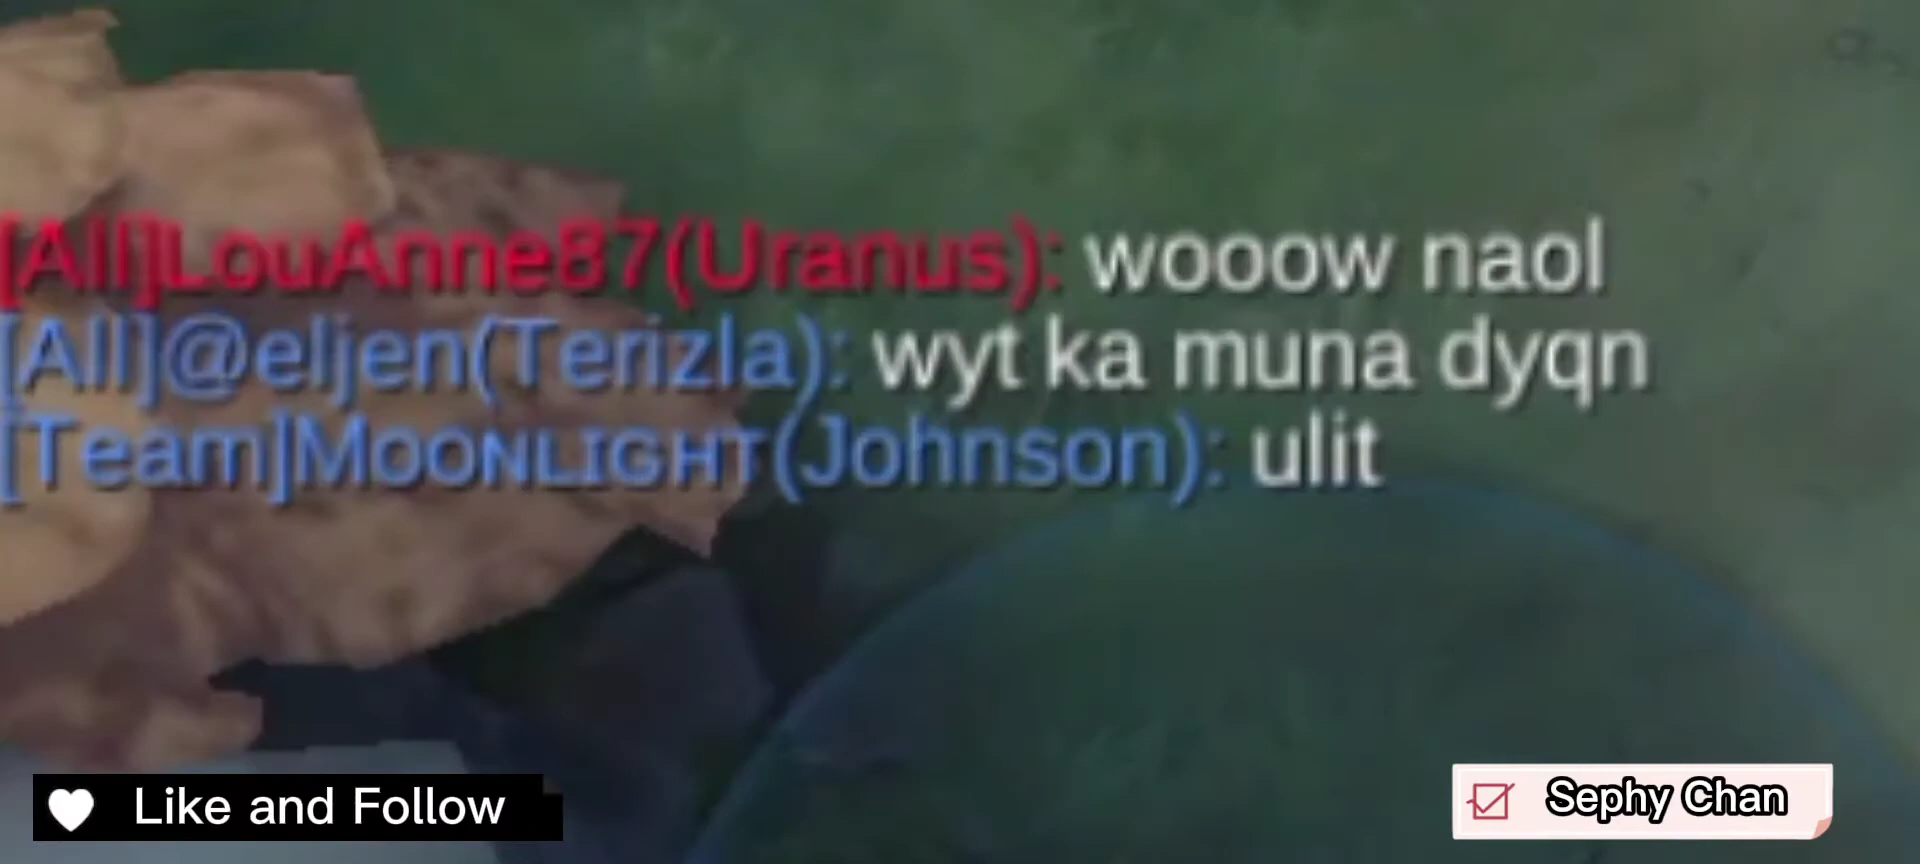 [All]LouAnne87(Uranus): wooow naol
[All]@eljen(Terizla): wyt ka muna dyqn
[Team]MOONLIGHT(Johnson): ulit
Like and Follow
Sephy Chan